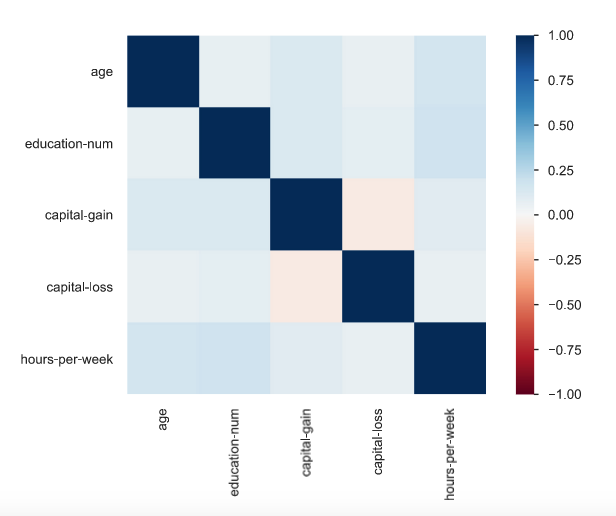 age
education-num
capital-gain
capital-loss
hours-per-week
age
education-num
capital-gain
capital-loss
hours-per-week
1.00
0.75
0.50
0.25
0.00
−0.25
−0.50
−0.75
−1.00